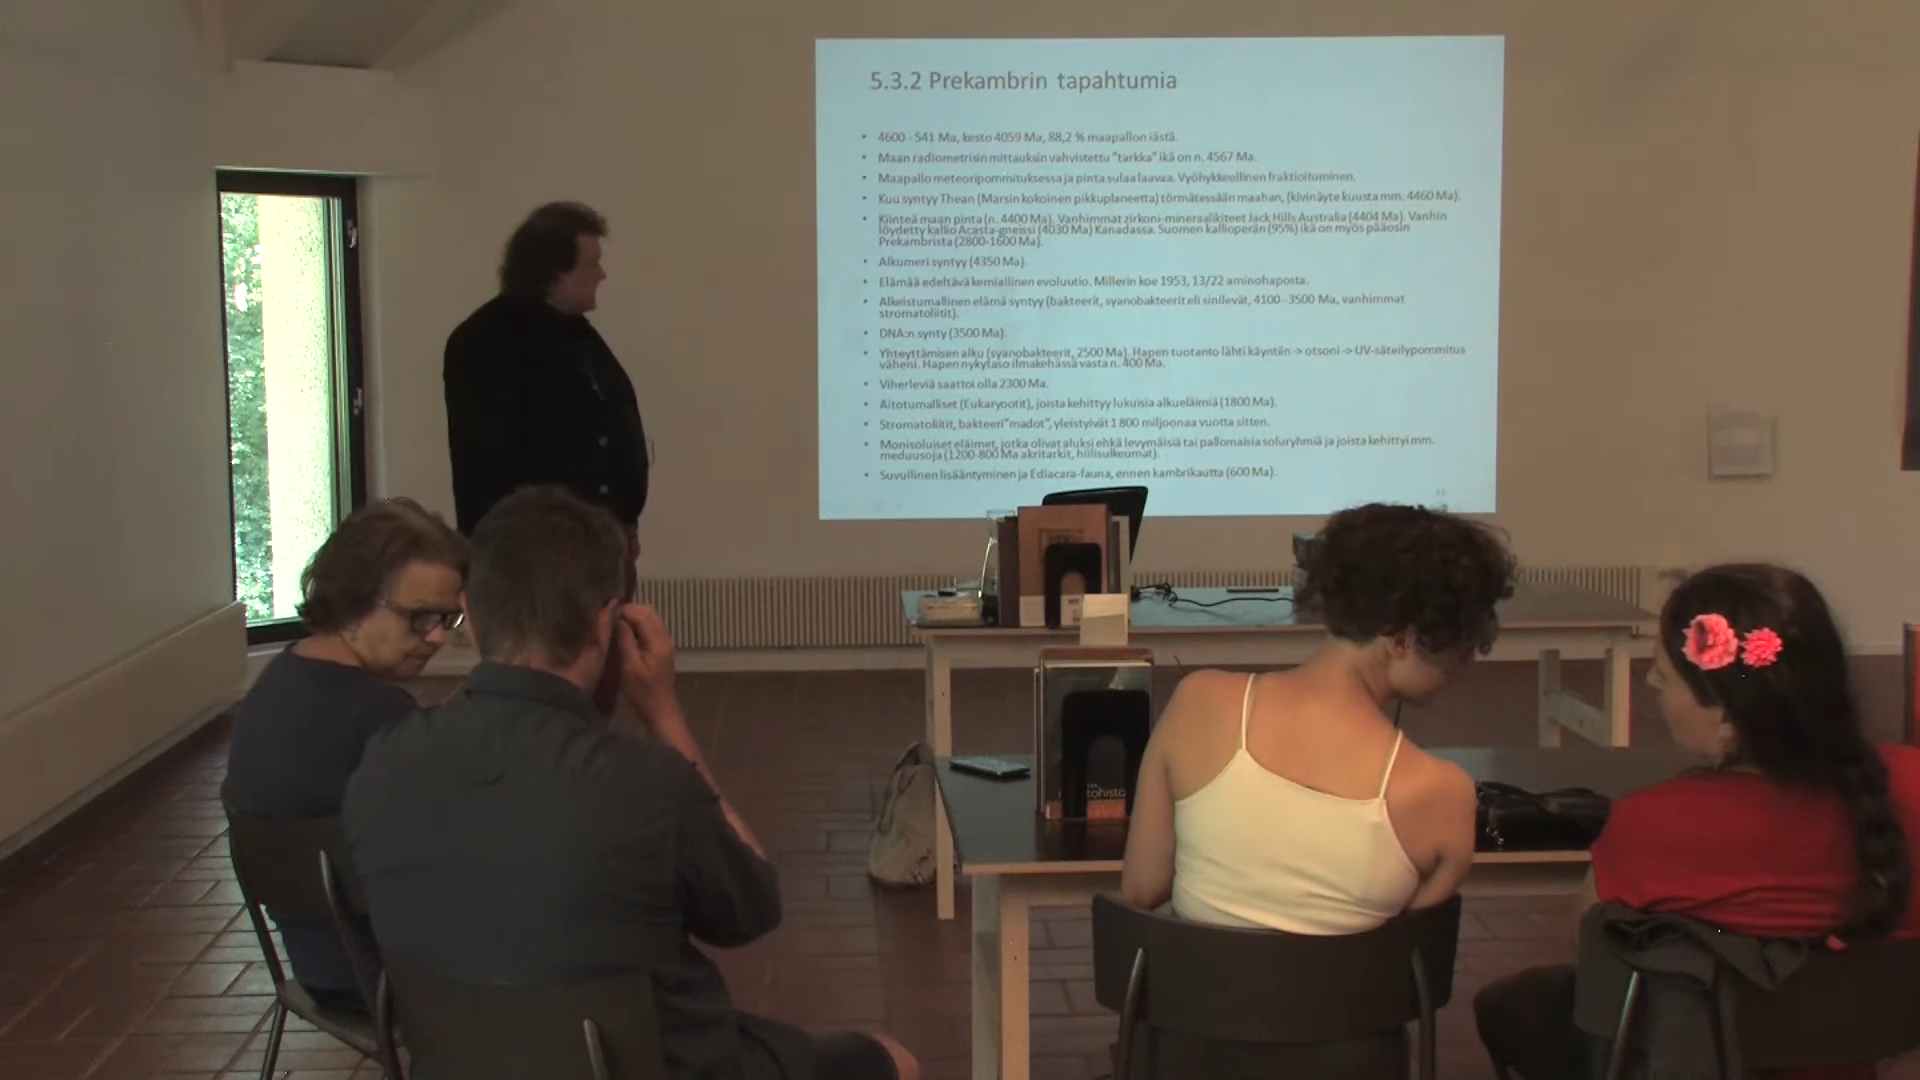 5.3.2 Prekambrin tapahtumia
• 4600 - 541 Ma, kesto 4059 Ma, 88,2 % maapallon iästä.
• Maan radiometrisin mittauksin vahvistettu "tarkka" ikä on n. 4567 Ma.
• Maapallo meteoripommituksessa ja pinta sulaa laavaa. Vyöhykkeellinen fraktioituminen.
• Kuu syntyy Thean (Marsin kokoinen pikkuplaneetta) törmätessään maahan, (kivinäyte kuusta mm. 4460 Ma).
• Kiinteä maan pinta (n. 4400 Ma). Vanhimmat zirkoni-mineraalikiteet Jack Hills Australia (4404 Ma). Vanhin
löydetty kallio Acasta-gneissi (4030 Ma) Kanadassa. Suomen kallioperän (95%) ikä on myös pääosin
Prekambrista (2800-1600 Ma).
• Alkumeri syntyy (4350 Ma).
• Elämää edeltävä kemiallinen evoluutio. Millerin koe 1953, 13/22 aminohaposta.
• Alkeistumallinen elämä syntyy (bakteerit, syanobakteerit eli sinilevät, 4100 - 3500 Ma, vanhimmat
stromatoliitit).
• DNA:n synty (3500 Ma).
• Yhteyttämisen alku (syanobakteerit, 2500 Ma). Hapen tuotanto lähti käyntiin -> otsoni -> UV-säteilypommitus
väheni. Hapen nykytaso ilmakehässä vasta n. 400 Ma.
• Viherleviä saattoi olla 2300 Ma.
• Aitotumalliset (Eukaryootit), joista kehittyy lukuisia alkueläimiä (1800 Ma).
• Stromatoliitit, bakteeri"madot", yleistyivät 1 800 miljoonaa vuotta sitten.
• Monisoluiset eläimet, jotka olivat aluksi ehkä levymäisiä tai pallomaisia soluryhmiä ja joista kehittyi mm.
meduusoja (1200-800 Ma akritarkit, hiilisulkeumat).
• Suvullinen lisääntyminen ja Ediacara-fauna, ennen kambrikautta (600 Ma).